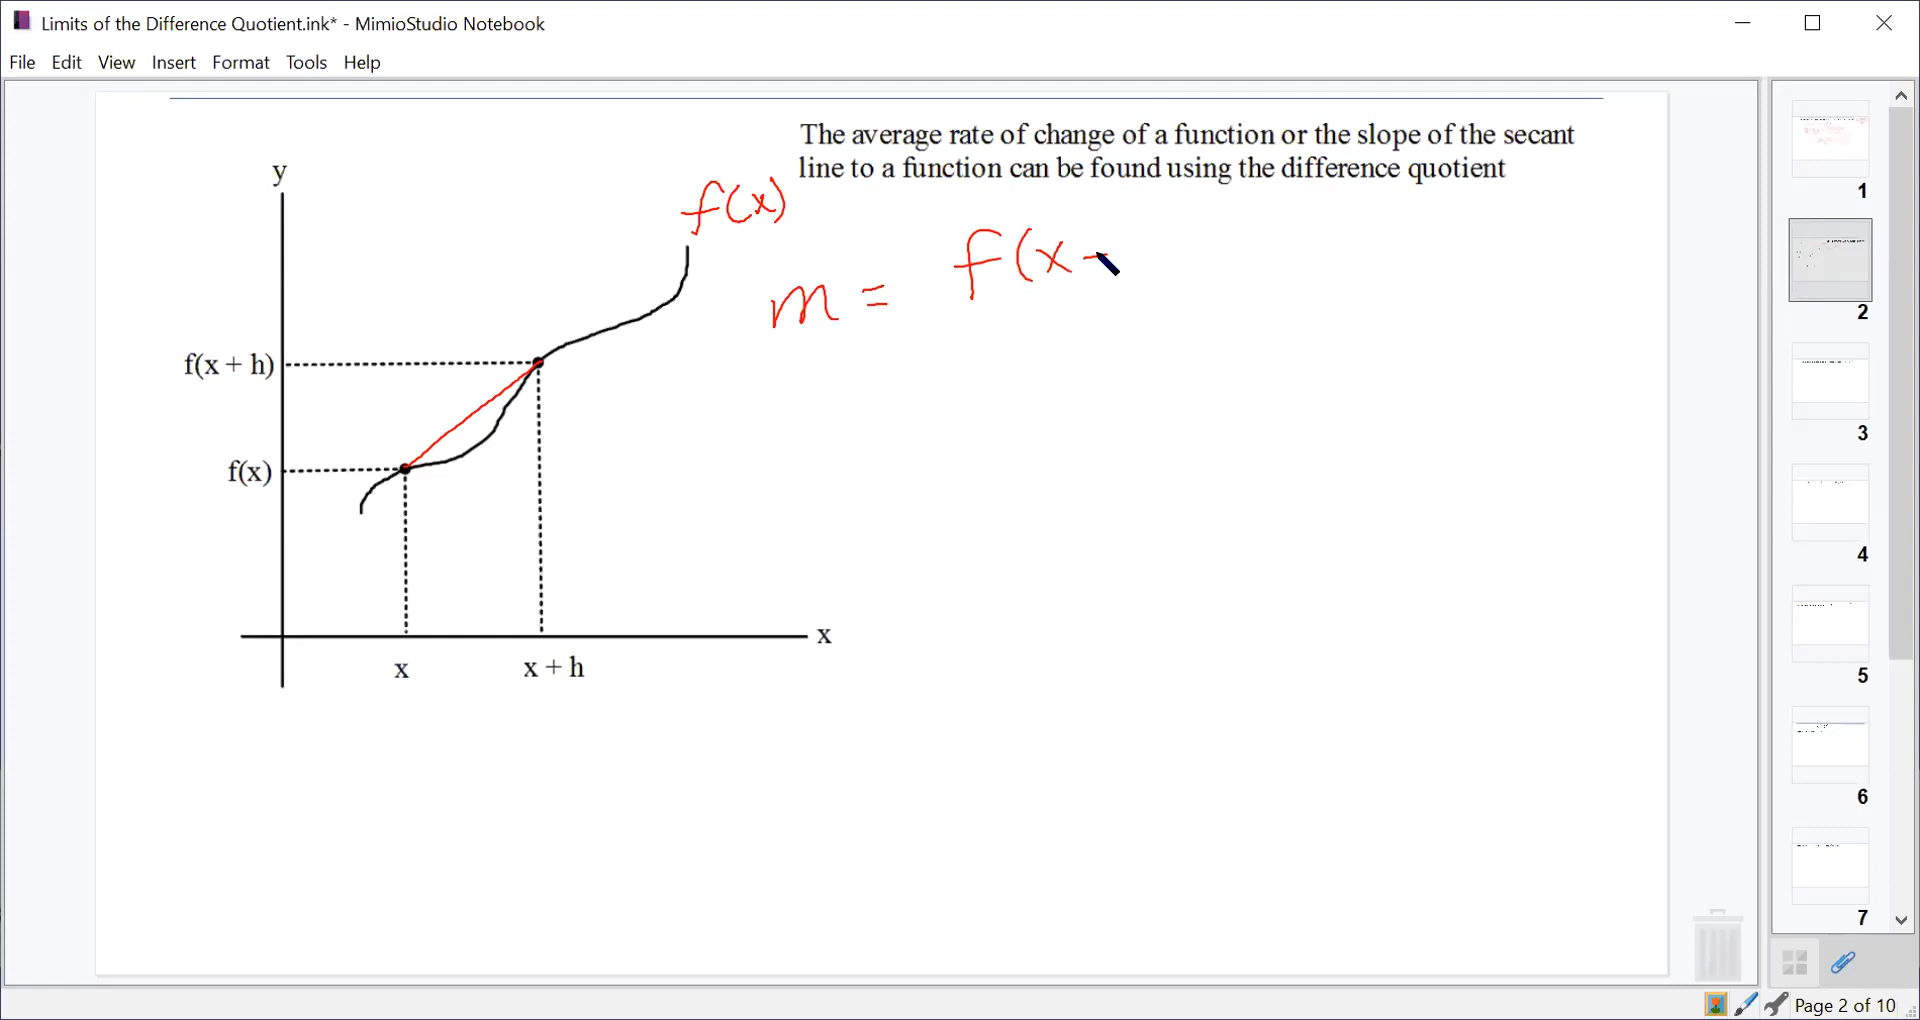 Limits of the Difference Quotient.ink* - MimioStudio Notebook
File Edit View Insert Format Tools Help
The average rate of change of a function or the slope of the secant
line to a function can be found using the difference quotient
y
f(x)
m = f(x -
f(x + h)
f(x)
x
x
x + h
1
2
3
4
5
6
7
Page 2 of 10